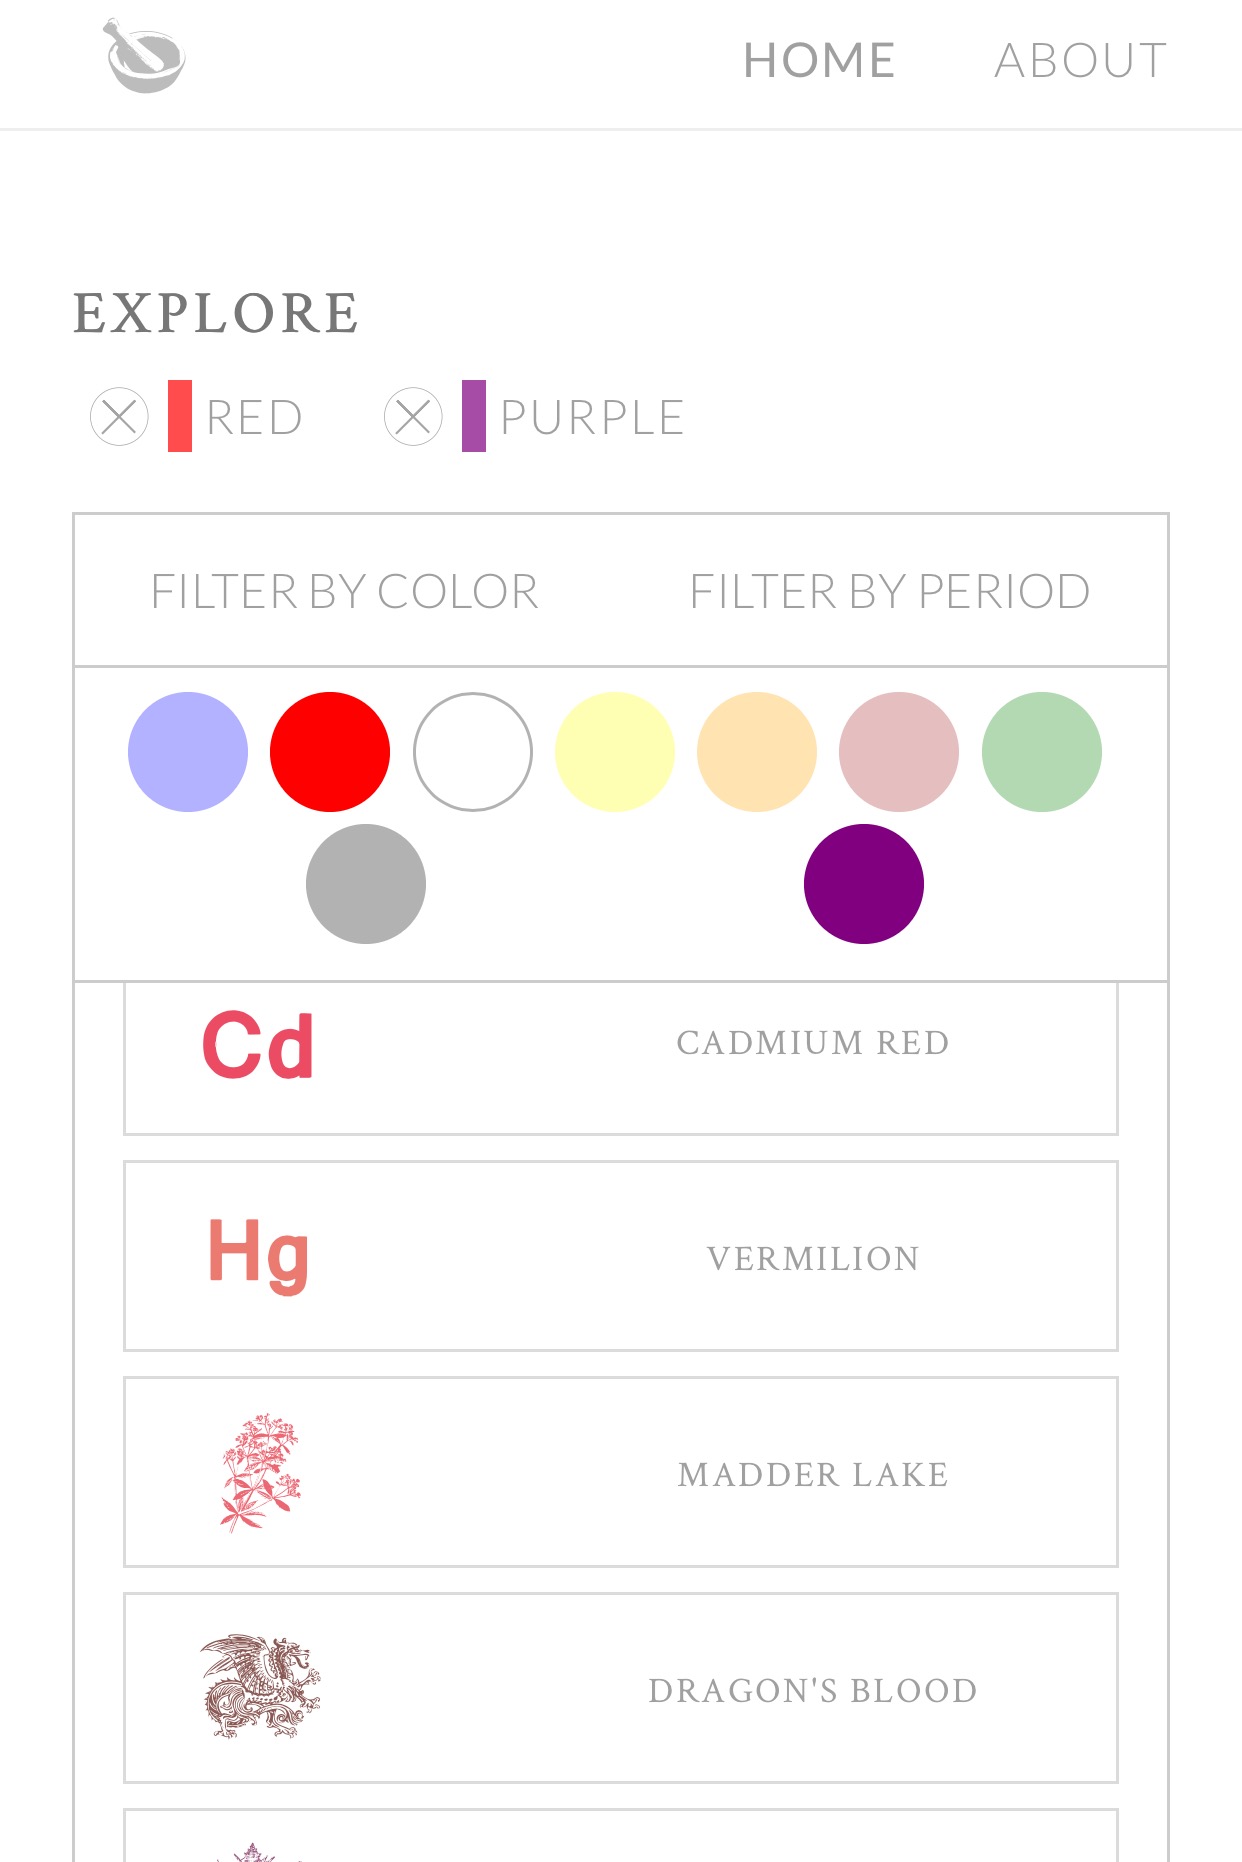 HOME ABOUT
EXPLORE
RED PURPLE
FILTER BY COLOR FILTER BY PERIOD
Cd CADMIUM RED
Hg VERMILION
MADDER LAKE
DRAGON'S BLOOD